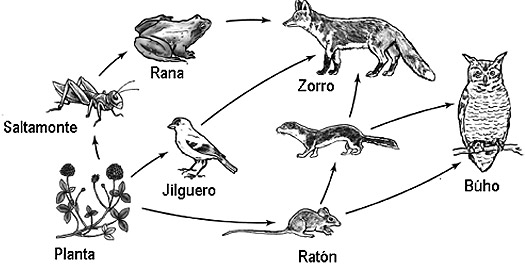 Rana
Zorro
Saltamonte
Jilguero
Búho
Planta
Ratón